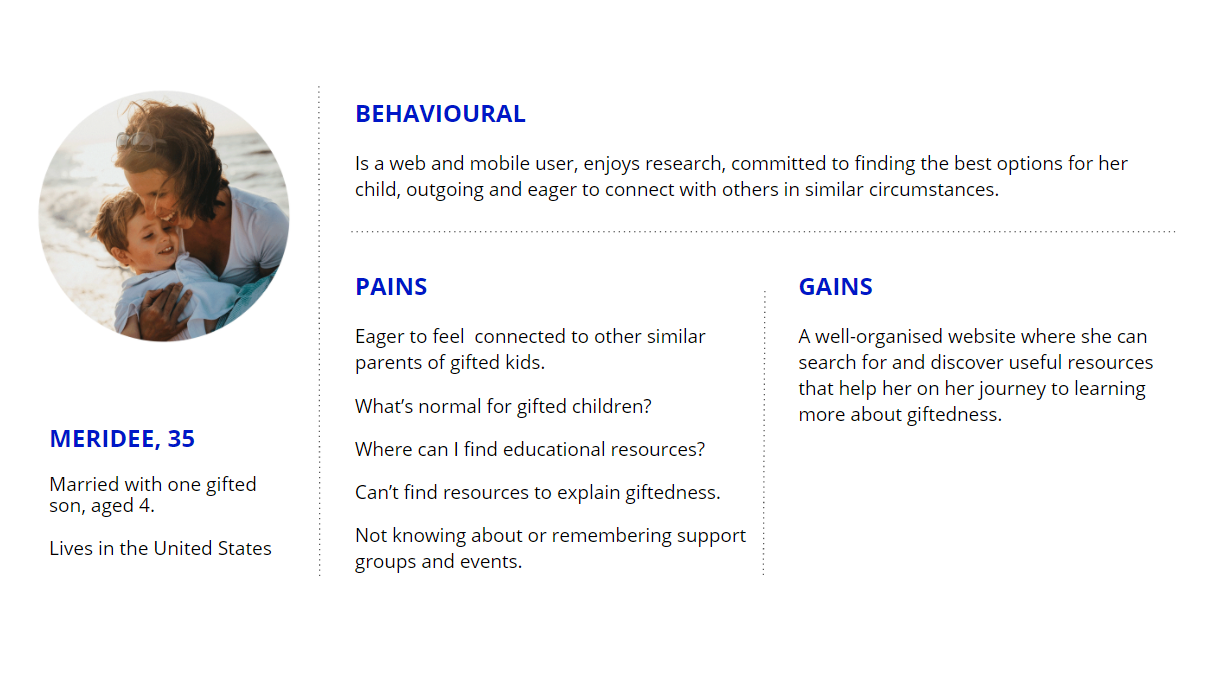 BEHAVIOURAL
Is a web and mobile user, enjoys research, committed to finding the best options for her
child, outgoing and eager to connect with others in similar circumstances.
PAINS
Eager to feel  connected to other similar
parents of gifted kids.
What’s normal for gifted children?
Where can I find educational resources?
Can’t find resources to explain giftedness.
Not knowing about or remembering support
groups and events.
GAINS
A well-organised website where she can
search for and discover useful resources
that help her on her journey to learning
more about giftedness.
MERIDEE, 35
Married with one gifted
son, aged 4.
Lives in the United States